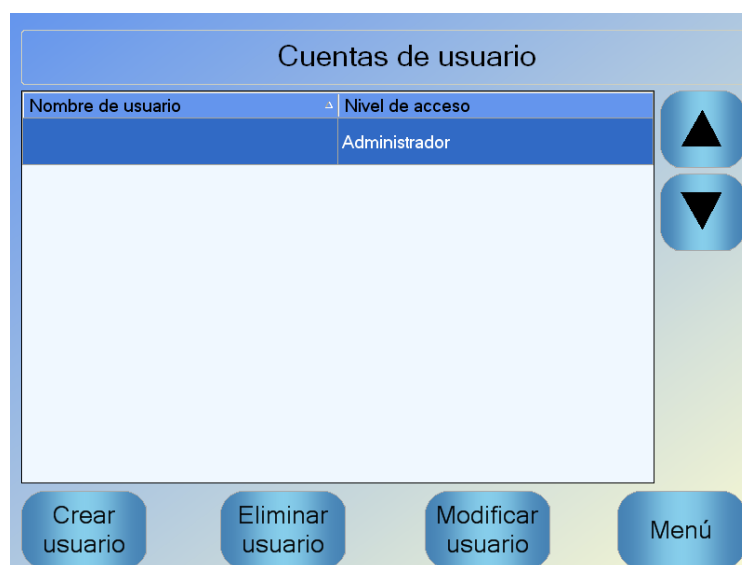 Cuentas de usuario
Nombre de usuario Nivel de acceso
Administrador
Crear usuario
Eliminar usuario
Modificar usuario
Menú